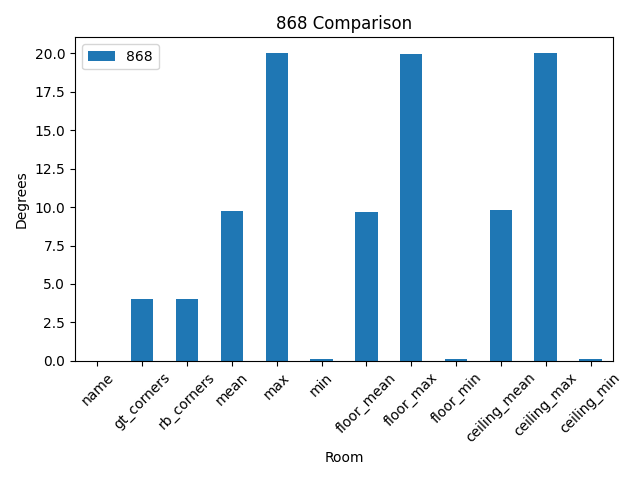 868 Comparison
868
Degrees
20.0
17.5
15.0
12.5
10.0
7.5
5.0
2.5
0.0
name
gt_corners
rb_corners
mean
max
min
floor_mean
floor_max
floor_min
ceiling_mean
ceiling_max
ceiling_min
Room